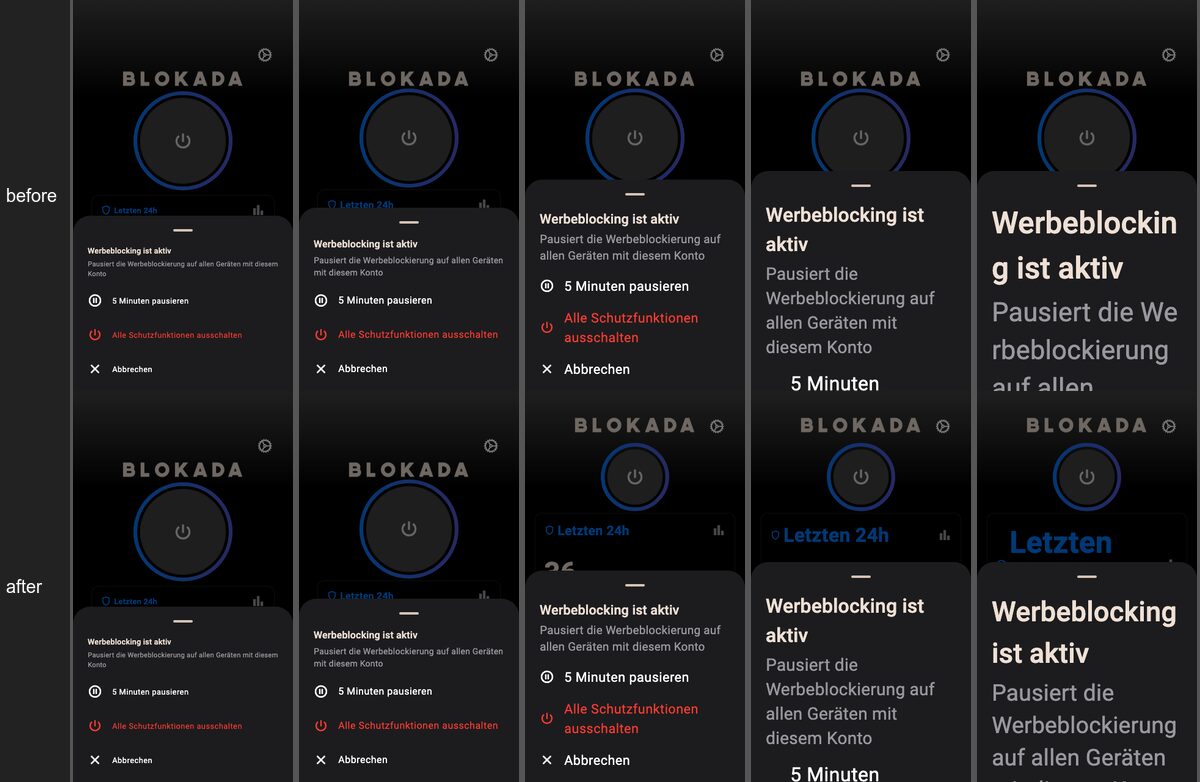 before
BLOKADA
Letzten 24h
Werbeblocking ist aktiv
Pausiert die Werbeblockierung auf allen Geräten mit diesem
Konto
5 Minuten pausieren
Alle Schutzfunktionen ausschalten
Abbrechen
BLOKADA
Letzten 24h
Werbeblocking ist aktiv
Pausiert die Werbeblockierung auf allen Geräten
mit diesem Konto
5 Minuten pausieren
Alle Schutzfunktionen ausschalten
Abbrechen
BLOKADA
Werbeblocking ist aktiv
Pausiert die Werbeblockierung auf
allen Geräten mit diesem Konto
5 Minuten pausieren
Alle Schutzfunktionen
ausschalten
Abbrechen
BLOKADA
Werbeblocking ist
aktiv
Pausiert die
Werbeblockierung auf
allen Geräten mit
diesem Konto
5 Minuten
BLOKADA
Werbeblockin
g ist aktiv
Pausiert die We
rbeblockierung
auf allen
after
BLOKADA
Letzten 24h
Werbeblocking ist aktiv
Pausiert die Werbeblockierung auf allen Geräten mit diesem
Konto
5 Minuten pausieren
Alle Schutzfunktionen ausschalten
Abbrechen
BLOKADA
Letzten 24h
Werbeblocking ist aktiv
Pausiert die Werbeblockierung auf allen Geräten
mit diesem Konto
5 Minuten pausieren
Alle Schutzfunktionen ausschalten
Abbrechen
BLOKADA
Letzten 24h
Werbeblocking ist aktiv
Pausiert die Werbeblockierung auf
allen Geräten mit diesem Konto
5 Minuten pausieren
Alle Schutzfunktionen
ausschalten
Abbrechen
BLOKADA
Letzten 24h
Werbeblocking ist
aktiv
Pausiert die
Werbeblockierung auf
allen Geräten mit
diesem Konto
5 Minuten
BLOKADA
Letzten
Werbeblocking
ist aktiv
Pausiert die
Werbeblockierung
auf allen Geräten